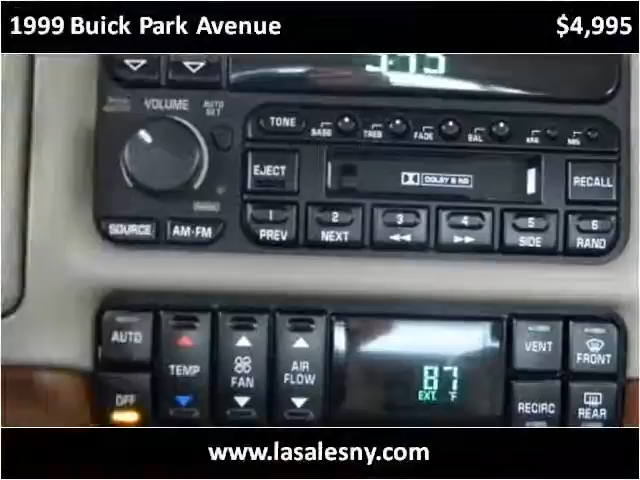 1999 Buick Park Avenue $4,995
VOLUME AUTO SET
TONE BASS TREB FADE BAL
EJECT DOLBY B NR RECALL
1 2 3 4 5 6
SOURCE AM·FM PREV NEXT ◄◄ ►► SIDE RAND
AUTO TEMP FAN AIR FLOW VENT FRONT
87
EXT. °F
OFF RECIRC REAR
www.lasalesny.com